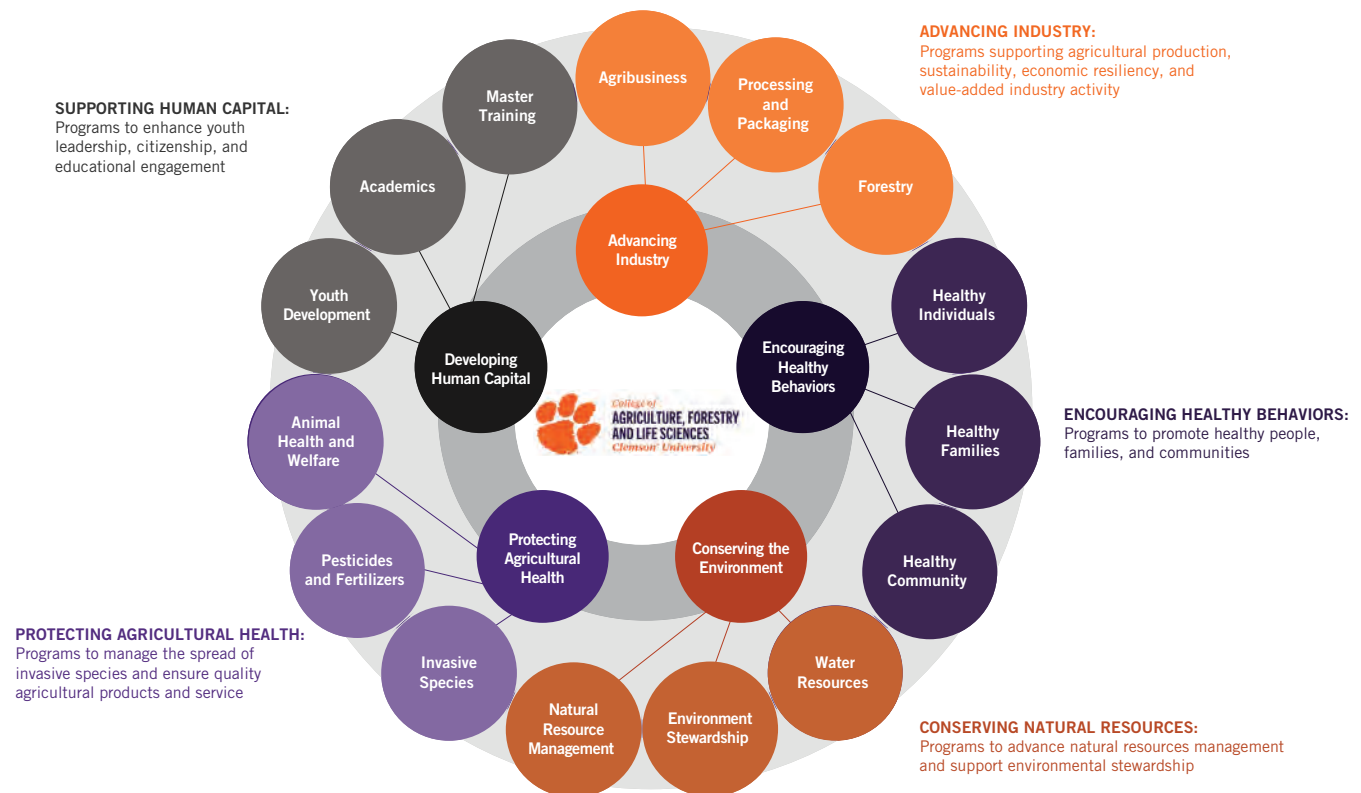 ADVANCING INDUSTRY:
Programs supporting agricultural production,
sustainability, economic resiliency, and
value-added industry activity
SUPPORTING HUMAN CAPITAL:
Programs to enhance youth
leadership, citizenship, and
educational engagement
Master
Training
Agribusiness
Processing
and
Packaging
Academics
Forestry
Advancing
Industry
Youth
Development
Healthy
Individuals
Developing
Human Capital
Encouraging
Healthy
Behaviors
College of
AGRICULTURE, FORESTRY
AND LIFE SCIENCES
Clemson® University
Animal
Health and
Welfare
Healthy
Families
ENCOURAGING HEALTHY BEHAVIORS:
Programs to promote healthy people,
families, and communities
Protecting
Agricultural
Health
Conserving the
Environment
Pesticides
and Fertilizers
Healthy
Community
PROTECTING AGRICULTURAL HEALTH:
Programs to manage the spread of
invasive species and ensure quality
agricultural products and service
Invasive
Species
Water
Resources
Natural
Resource
Management
Environment
Stewardship
CONSERVING NATURAL RESOURCES:
Programs to advance natural resources management
and support environmental stewardship